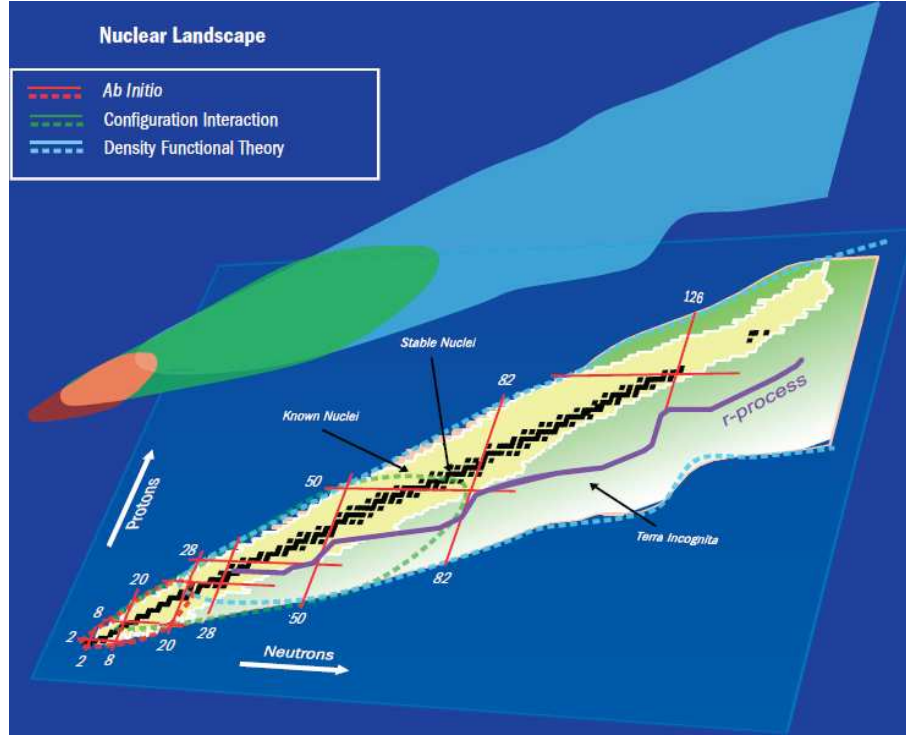 Nuclear Landscape
Ab Initio
Configuration Interaction
Density Functional Theory
126
Stable Nuclei
82
Known Nuclei
r-process
50
Protons
Terra Incognita
28
82
20
8
50
28
2
20
Neutrons
2
8